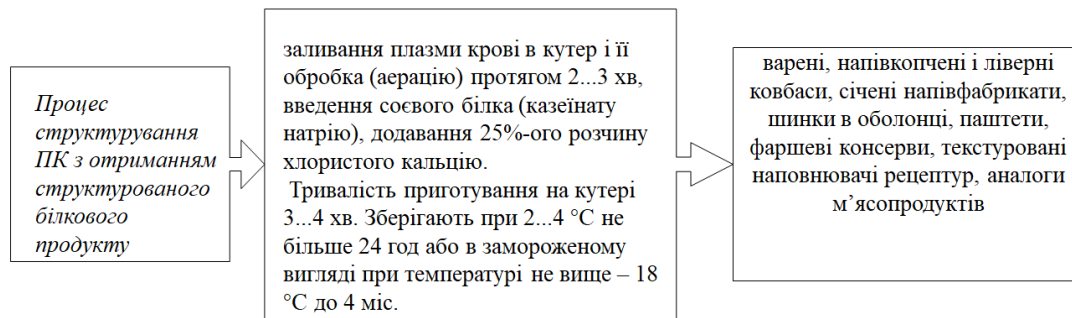 Процес
структурування
ПК з отриманням
структурованого
білкового
продукту
заливання плазми крові в кутер і її
обробка (аерацію) протягом 2...3 хв,
введення соєвого білка (казеїнату
натрію), додавання 25%-ого розчину
хлористого кальцію.
Тривалість приготування на кутері
3...4 хв. Зберігають при 2...4 °С не
більше 24 год або в замороженому
вигляді при температурі не вище – 18
°С до 4 міс.
варені, напівкопчені і ліверні
ковбаси, січені напівфабрикати,
шинки в оболонці, паштети,
фаршеві консерви, текстуровані
наповнювачі рецептур, аналоги
м’ясопродуктів